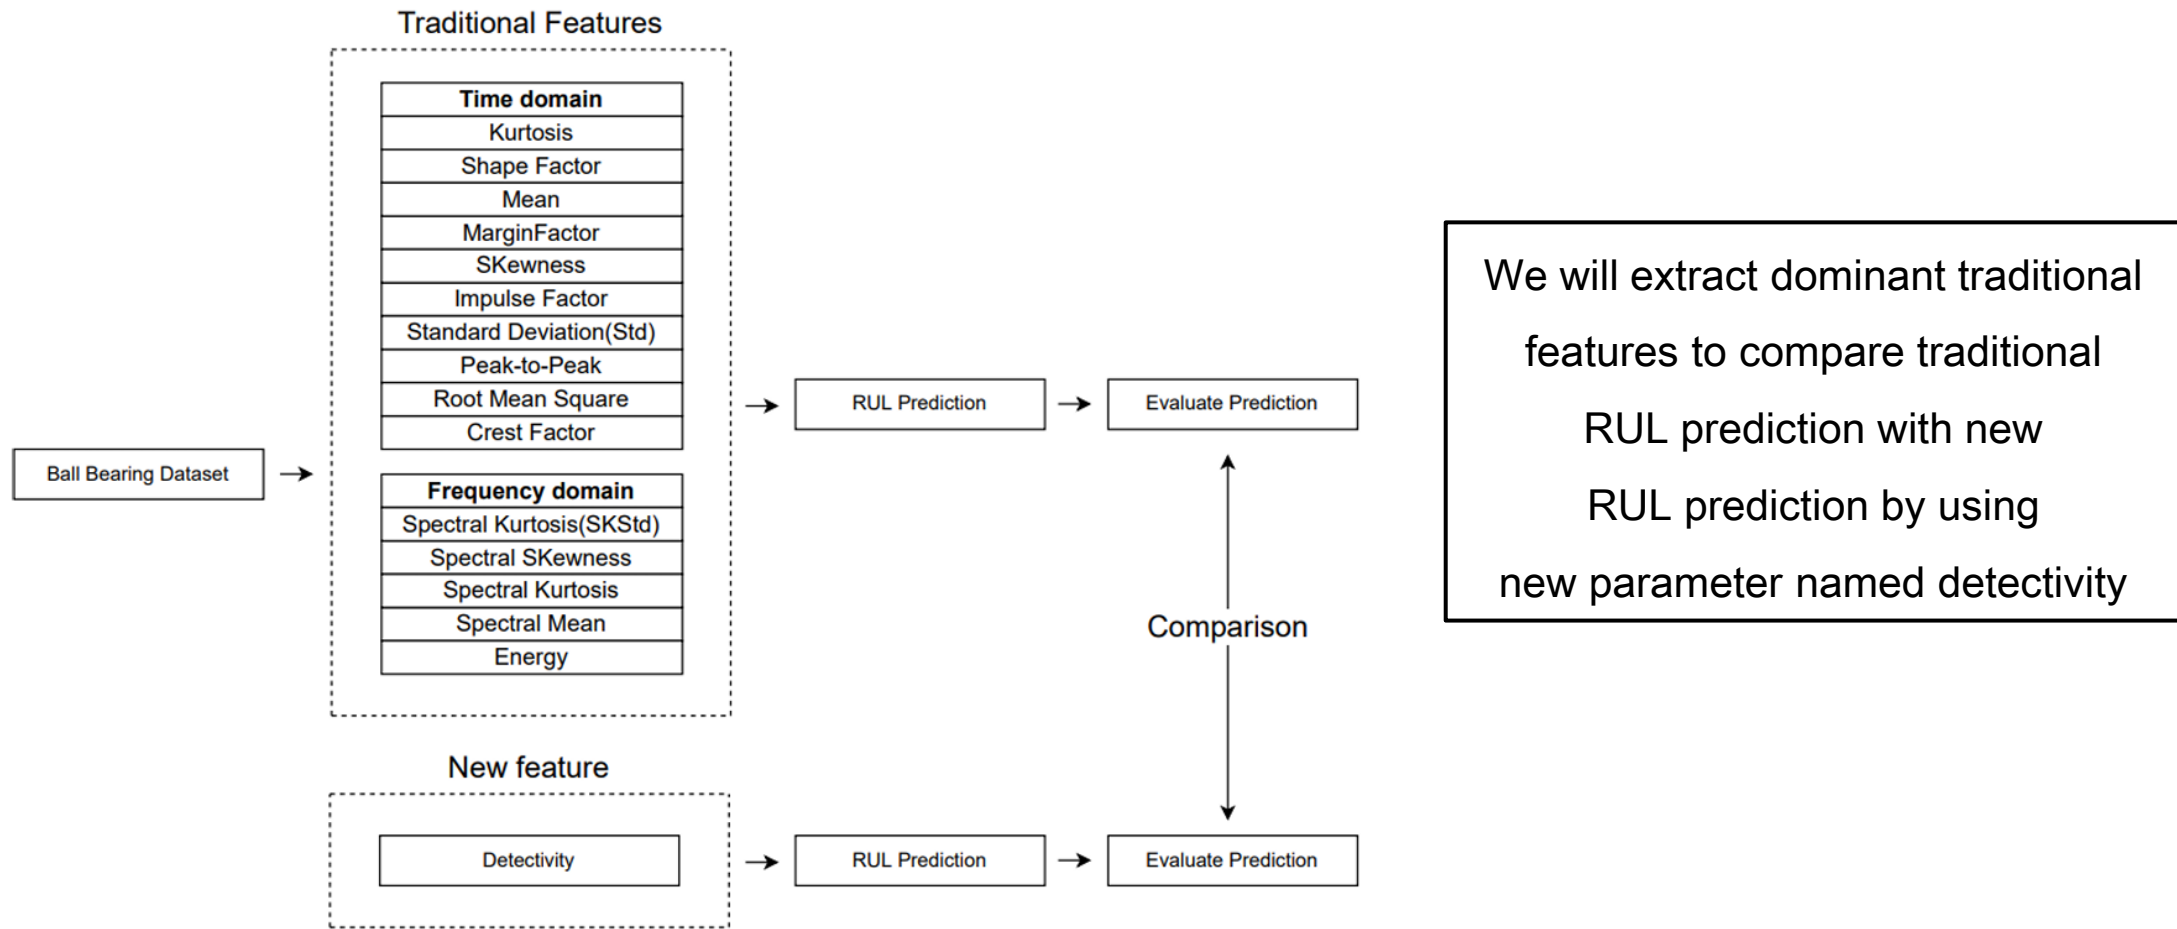 Traditional Features
Time domain
Kurtosis
Shape Factor
Mean
MarginFactor
SKewness
Impulse Factor
Standard Deviation(Std)
Peak-to-Peak
Root Mean Square
Crest Factor
Ball Bearing Dataset
Frequency domain
Spectral Kurtosis(SKStd)
Spectral SKewness
Spectral Kurtosis
Spectral Mean
Energy
RUL Prediction
Evaluate Prediction
Comparison
New feature
Detectivity
RUL Prediction
Evaluate Prediction
We will extract dominant traditional
features to compare traditional
RUL prediction with new
RUL prediction by using
new parameter named detectivity